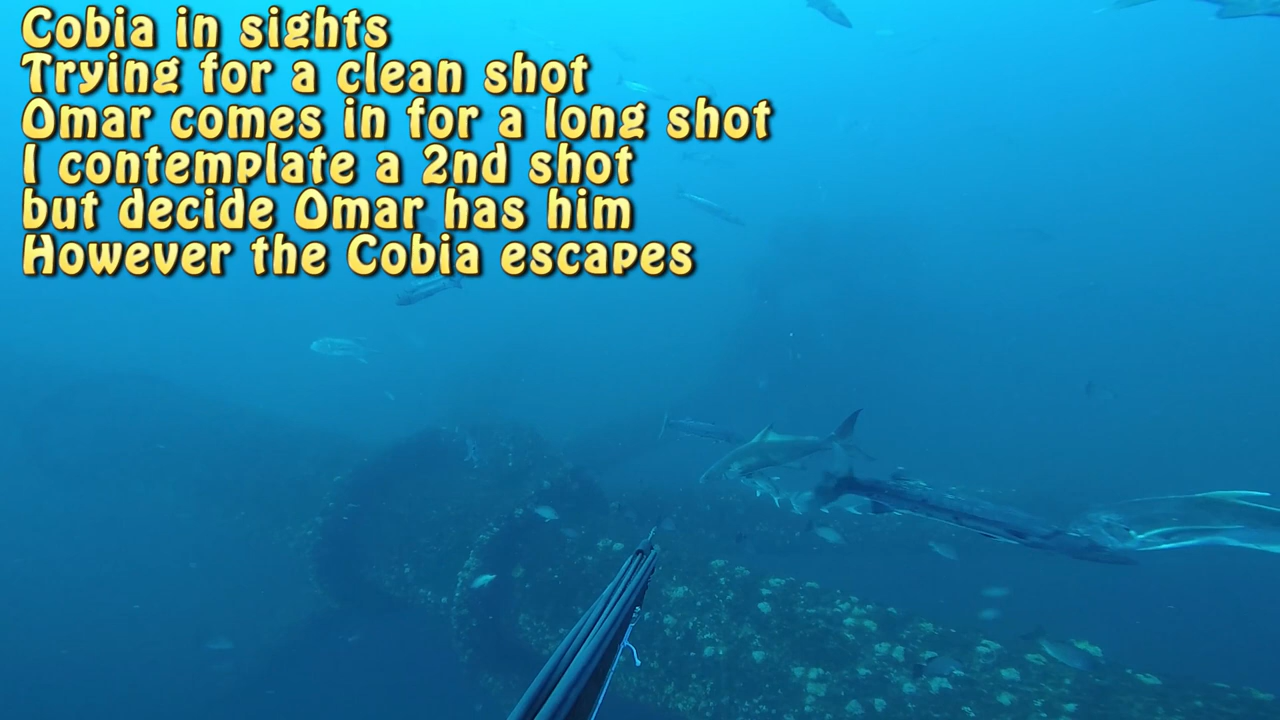 Cobia in sights
Trying for a clean shot
Omar comes in for a long shot
I contemplate a 2nd shot
but decide Omar has him
However the Cobia escapes